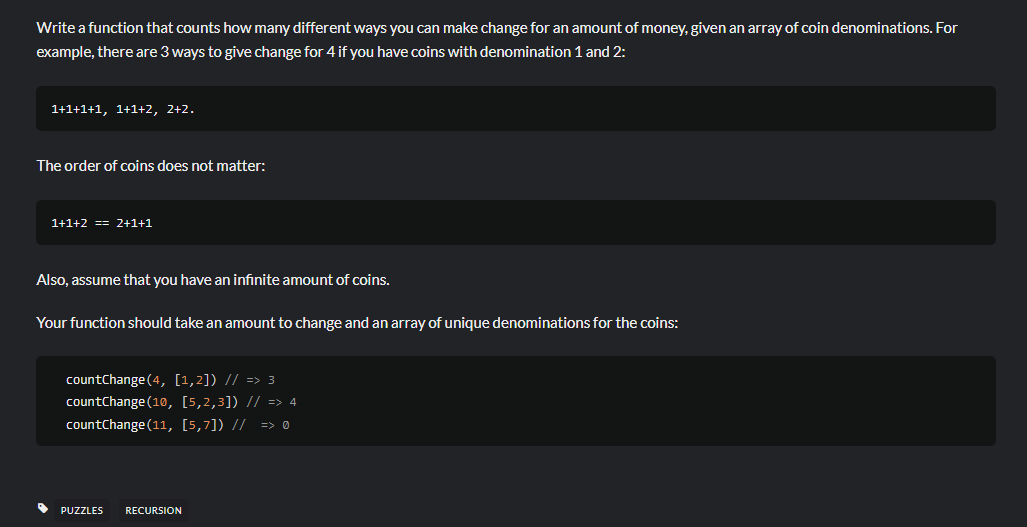 Write a function that counts how many different ways you can make change for an amount of money, given an array of coin denominations. For
example, there are 3 ways to give change for 4 if you have coins with denomination 1 and 2:
1+1+1+1, 1+1+2, 2+2.
The order of coins does not matter:
1+1+2 == 2+1+1
Also, assume that you have an infinite amount of coins.
Your function should take an amount to change and an array of unique denominations for the coins:
countChange(4, [1,2]) // => 3
countChange(10, [5,2,3]) // => 4
countChange(11, [5,7]) //  => 0
PUZZLES RECURSION